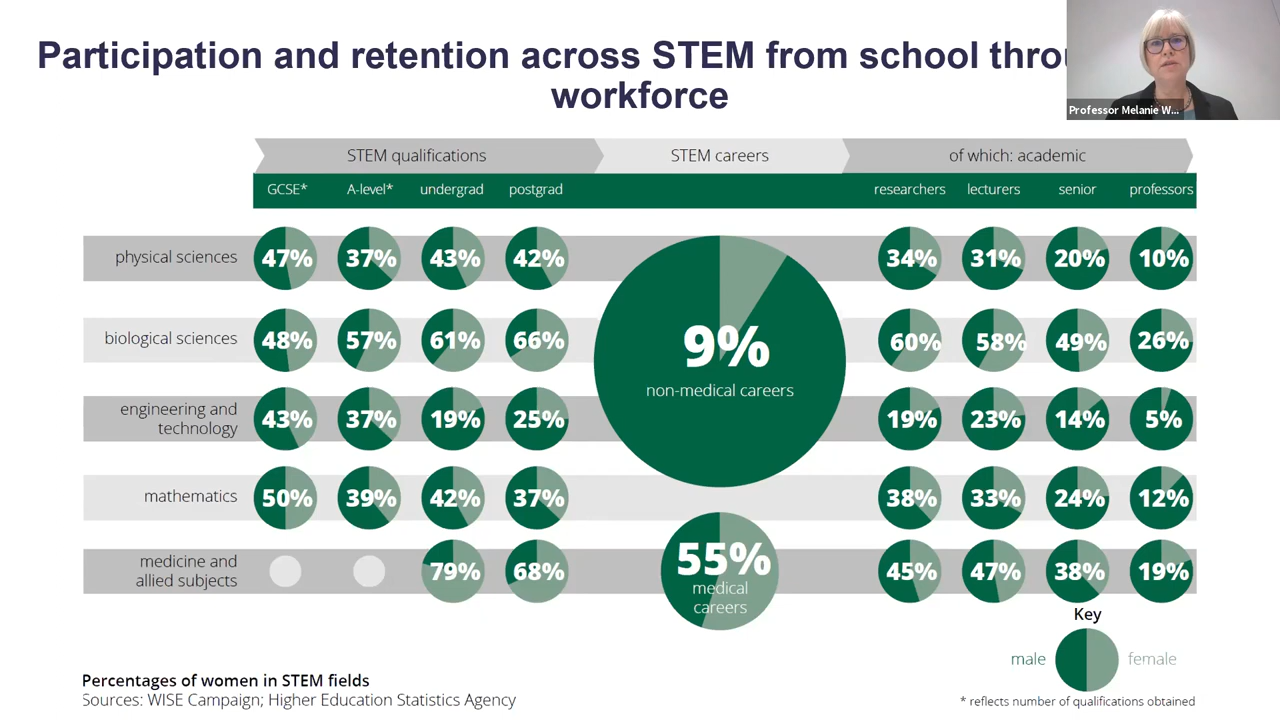 Participation and retention across STEM from school throu
workforce
Professor Melanie W...
STEM qualifications STEM careers of which: academic
GCSE* A-level* undergrad postgrad researchers lecturers senior professors
physical sciences 47% 37% 43% 42% 34% 31% 20% 10%
biological sciences 48% 57% 61% 66% 60% 58% 49% 26%
9%
non-medical careers
engineering and
technology 43% 37% 19% 25% 19% 23% 14% 5%
mathematics 50% 39% 42% 37% 38% 33% 24% 12%
medicine and
allied subjects 79% 68% 45% 47% 38% 19%
55%
medical
careers
Key
male female
Percentages of women in STEM fields
Sources: WISE Campaign; Higher Education Statistics Agency
* reflects number of qualifications obtained